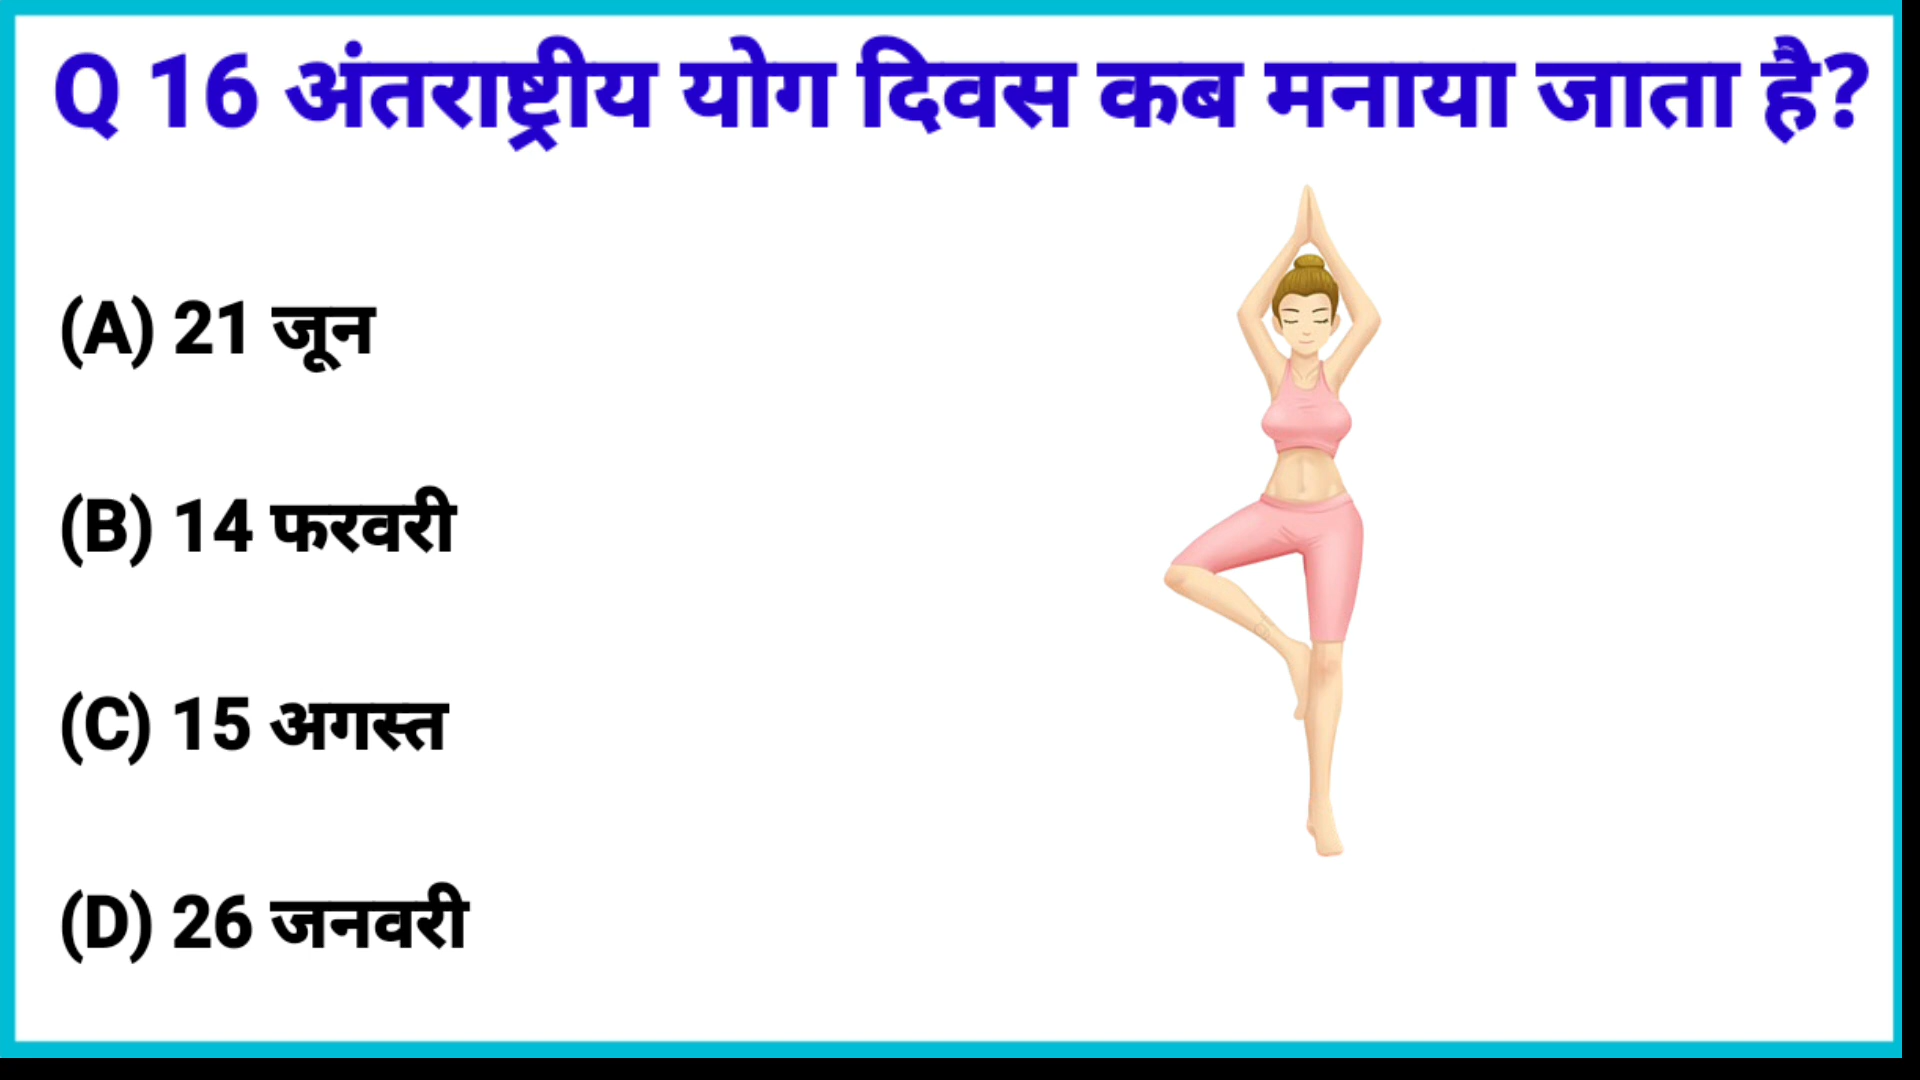 Q 16 अंतराष्ट्रीय योग दिवस कब मनाया जाता है?
(A) 21 जून
(B) 14 फरवरी
(C) 15 अगस्त
(D) 26 जनवरी